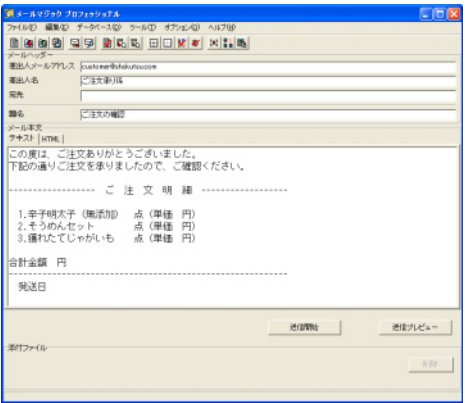 メールマジック プロフェッショナル
ファイル(F) 編集(E) データベース(D) ツール(T) オプション(O) ヘルプ(H)
メールヘッダー
差出人メールアドレス customer@shokutsu.com
差出人名 ご注文承り係
宛先
題名 ご注文の確認
メール本文
テキスト HTML
この度は、ご注文ありがとうございました。
下記の通りご注文を承りましたので、ご確認ください。
------------------ ご 注 文 明 細 ------------------
1.辛子明太子（無添加） 点（単価 円）
2.そうめんセット 点（単価 円）
3.獲れたてじゃがいも 点（単価 円）
合計金額 円
----------------------------------------------------------
発送日
送信開始 送信プレビュー
添付ファイル
削除